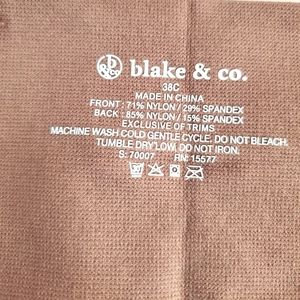 b
&co
blake & co.
38C
MADE IN CHINA
FRONT : 71% NYLON / 29% SPANDEX
BACK : 85% NYLON / 15% SPANDEX
EXCLUSIVE OF TRIMS
MACHINE WASH COLD GENTLE CYCLE. DO NOT BLEACH.
TUMBLE DRY LOW. DO NOT IRON.
S: 70007 RN: 15577